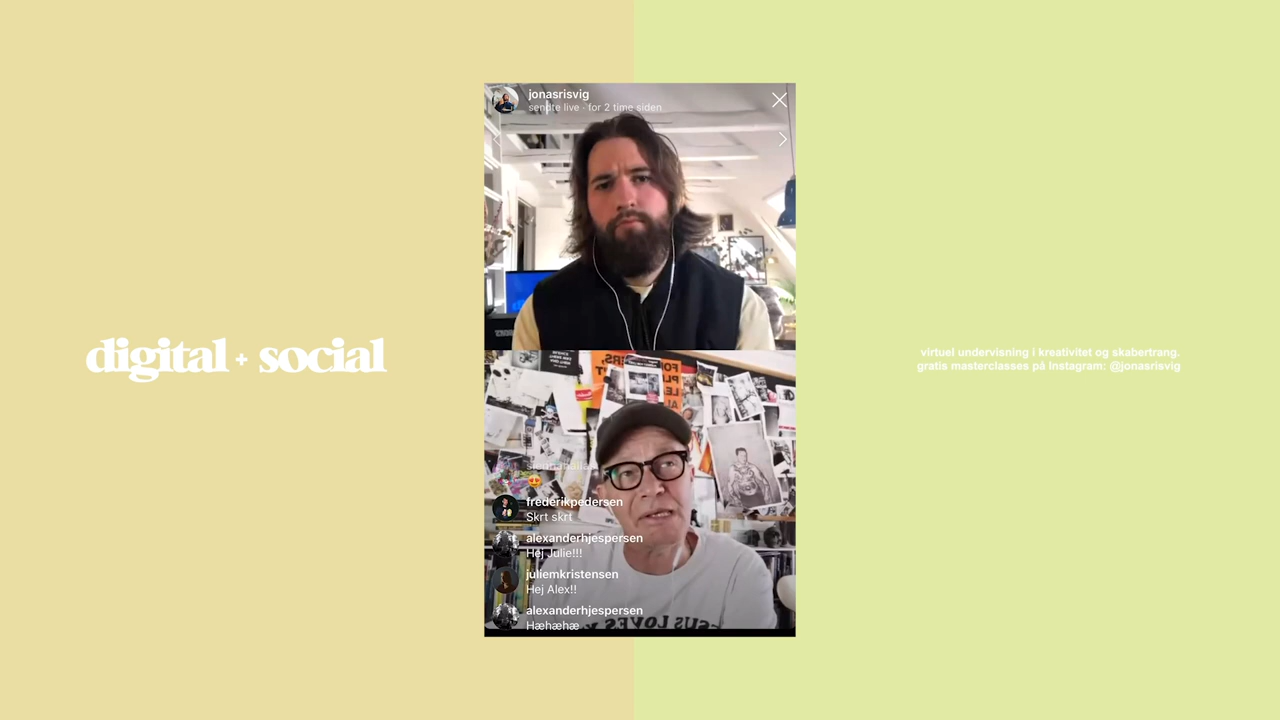 jonasrisvig
sendte live · for 2 time siden
digital + social
virtuel undervisning i kreativitet og skabertrang.
gratis masterclasses på Instagram: @jonasrisvig
frederikpedersen
Skrt skrt
alexanderhjespersen
Hej Julie!!!
juliemkristensen
Hej Alex!!
alexanderhjespersen
Hæhæhæ